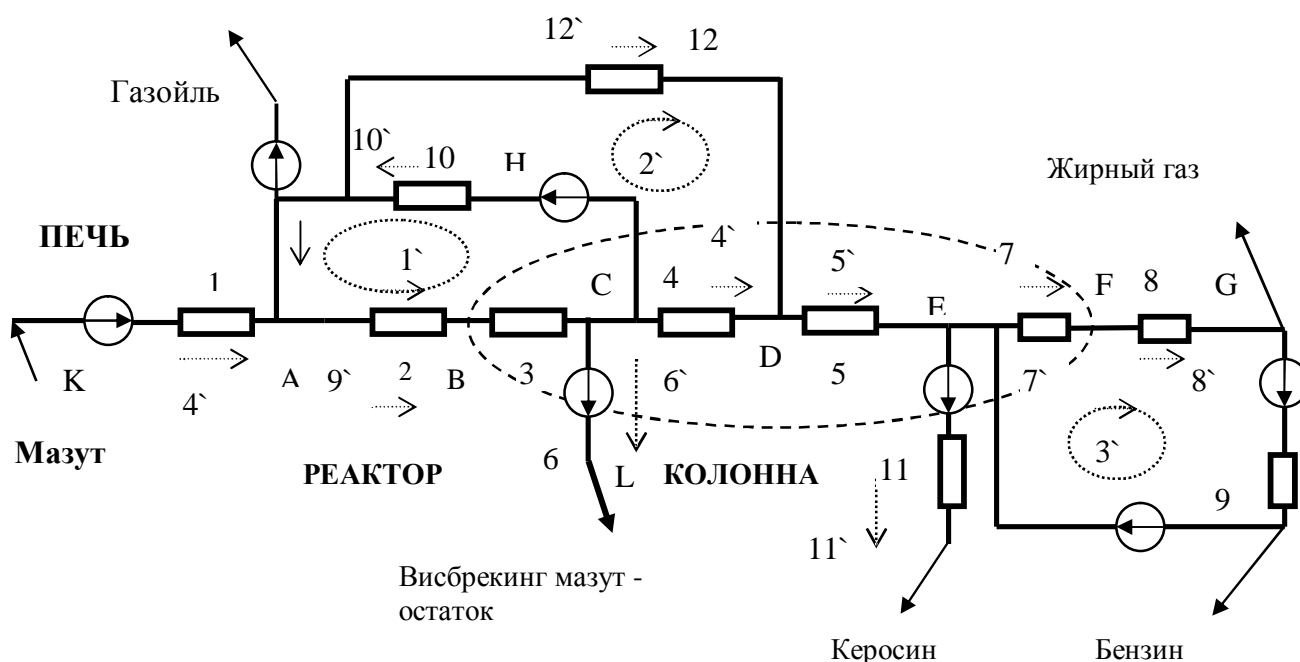 12` 12
Газойль
10` 10 Н 2`
Жирный газ
ПЕЧЬ
1 1` С 4 4` 5` 7 F 8 G
К 4` А 9` 2 В 3 6` D 5 Е 7` 8`
Мазут
РЕАКТОР
6 L КОЛОННА
11 3` 9
11`
Висбрекинг мазут -
остаток
Керосин
Бензин